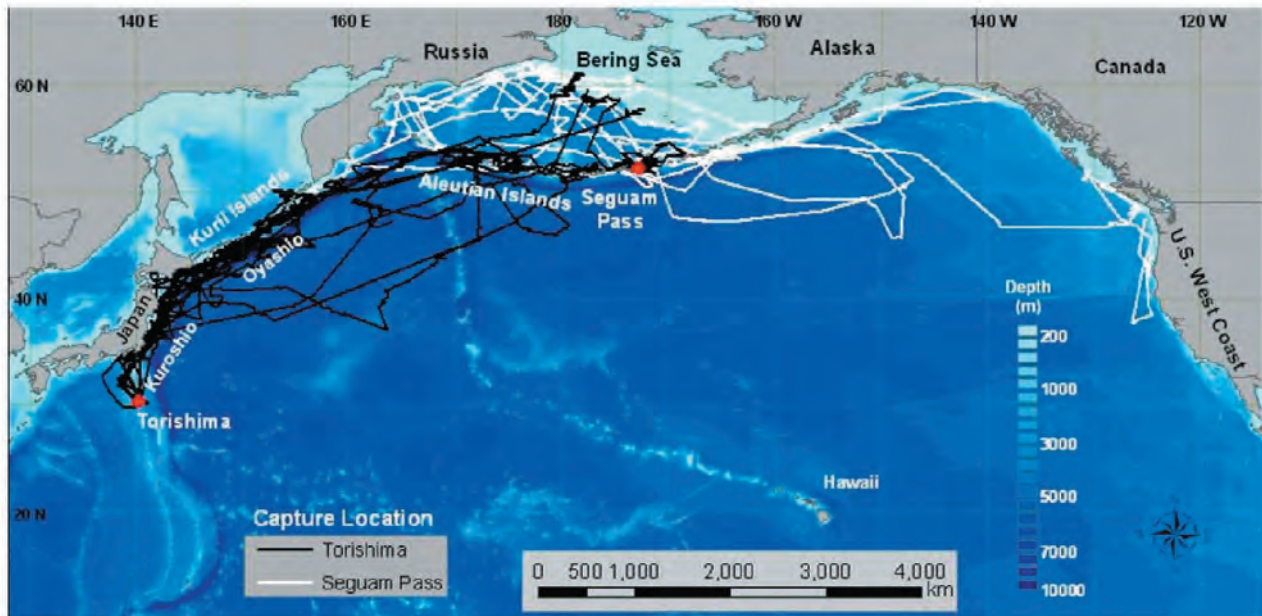 140 E
160 E
180
160 W
140 W
120 W
Russia
Bering Sea
Alaska
Canada
60 N
Kuril Islands
Aleutian Islands
Seguam
Pass
Oyashio
U.S. West Coast
40 N
Japan
Depth
(m)
200
Kuroshio
1000
Torishima
3000
Hawaii
5000
20 N
Capture Location
Torishima
Seguam Pass
0 500 1,000 2,000 3,000 4,000
km
7000
10000